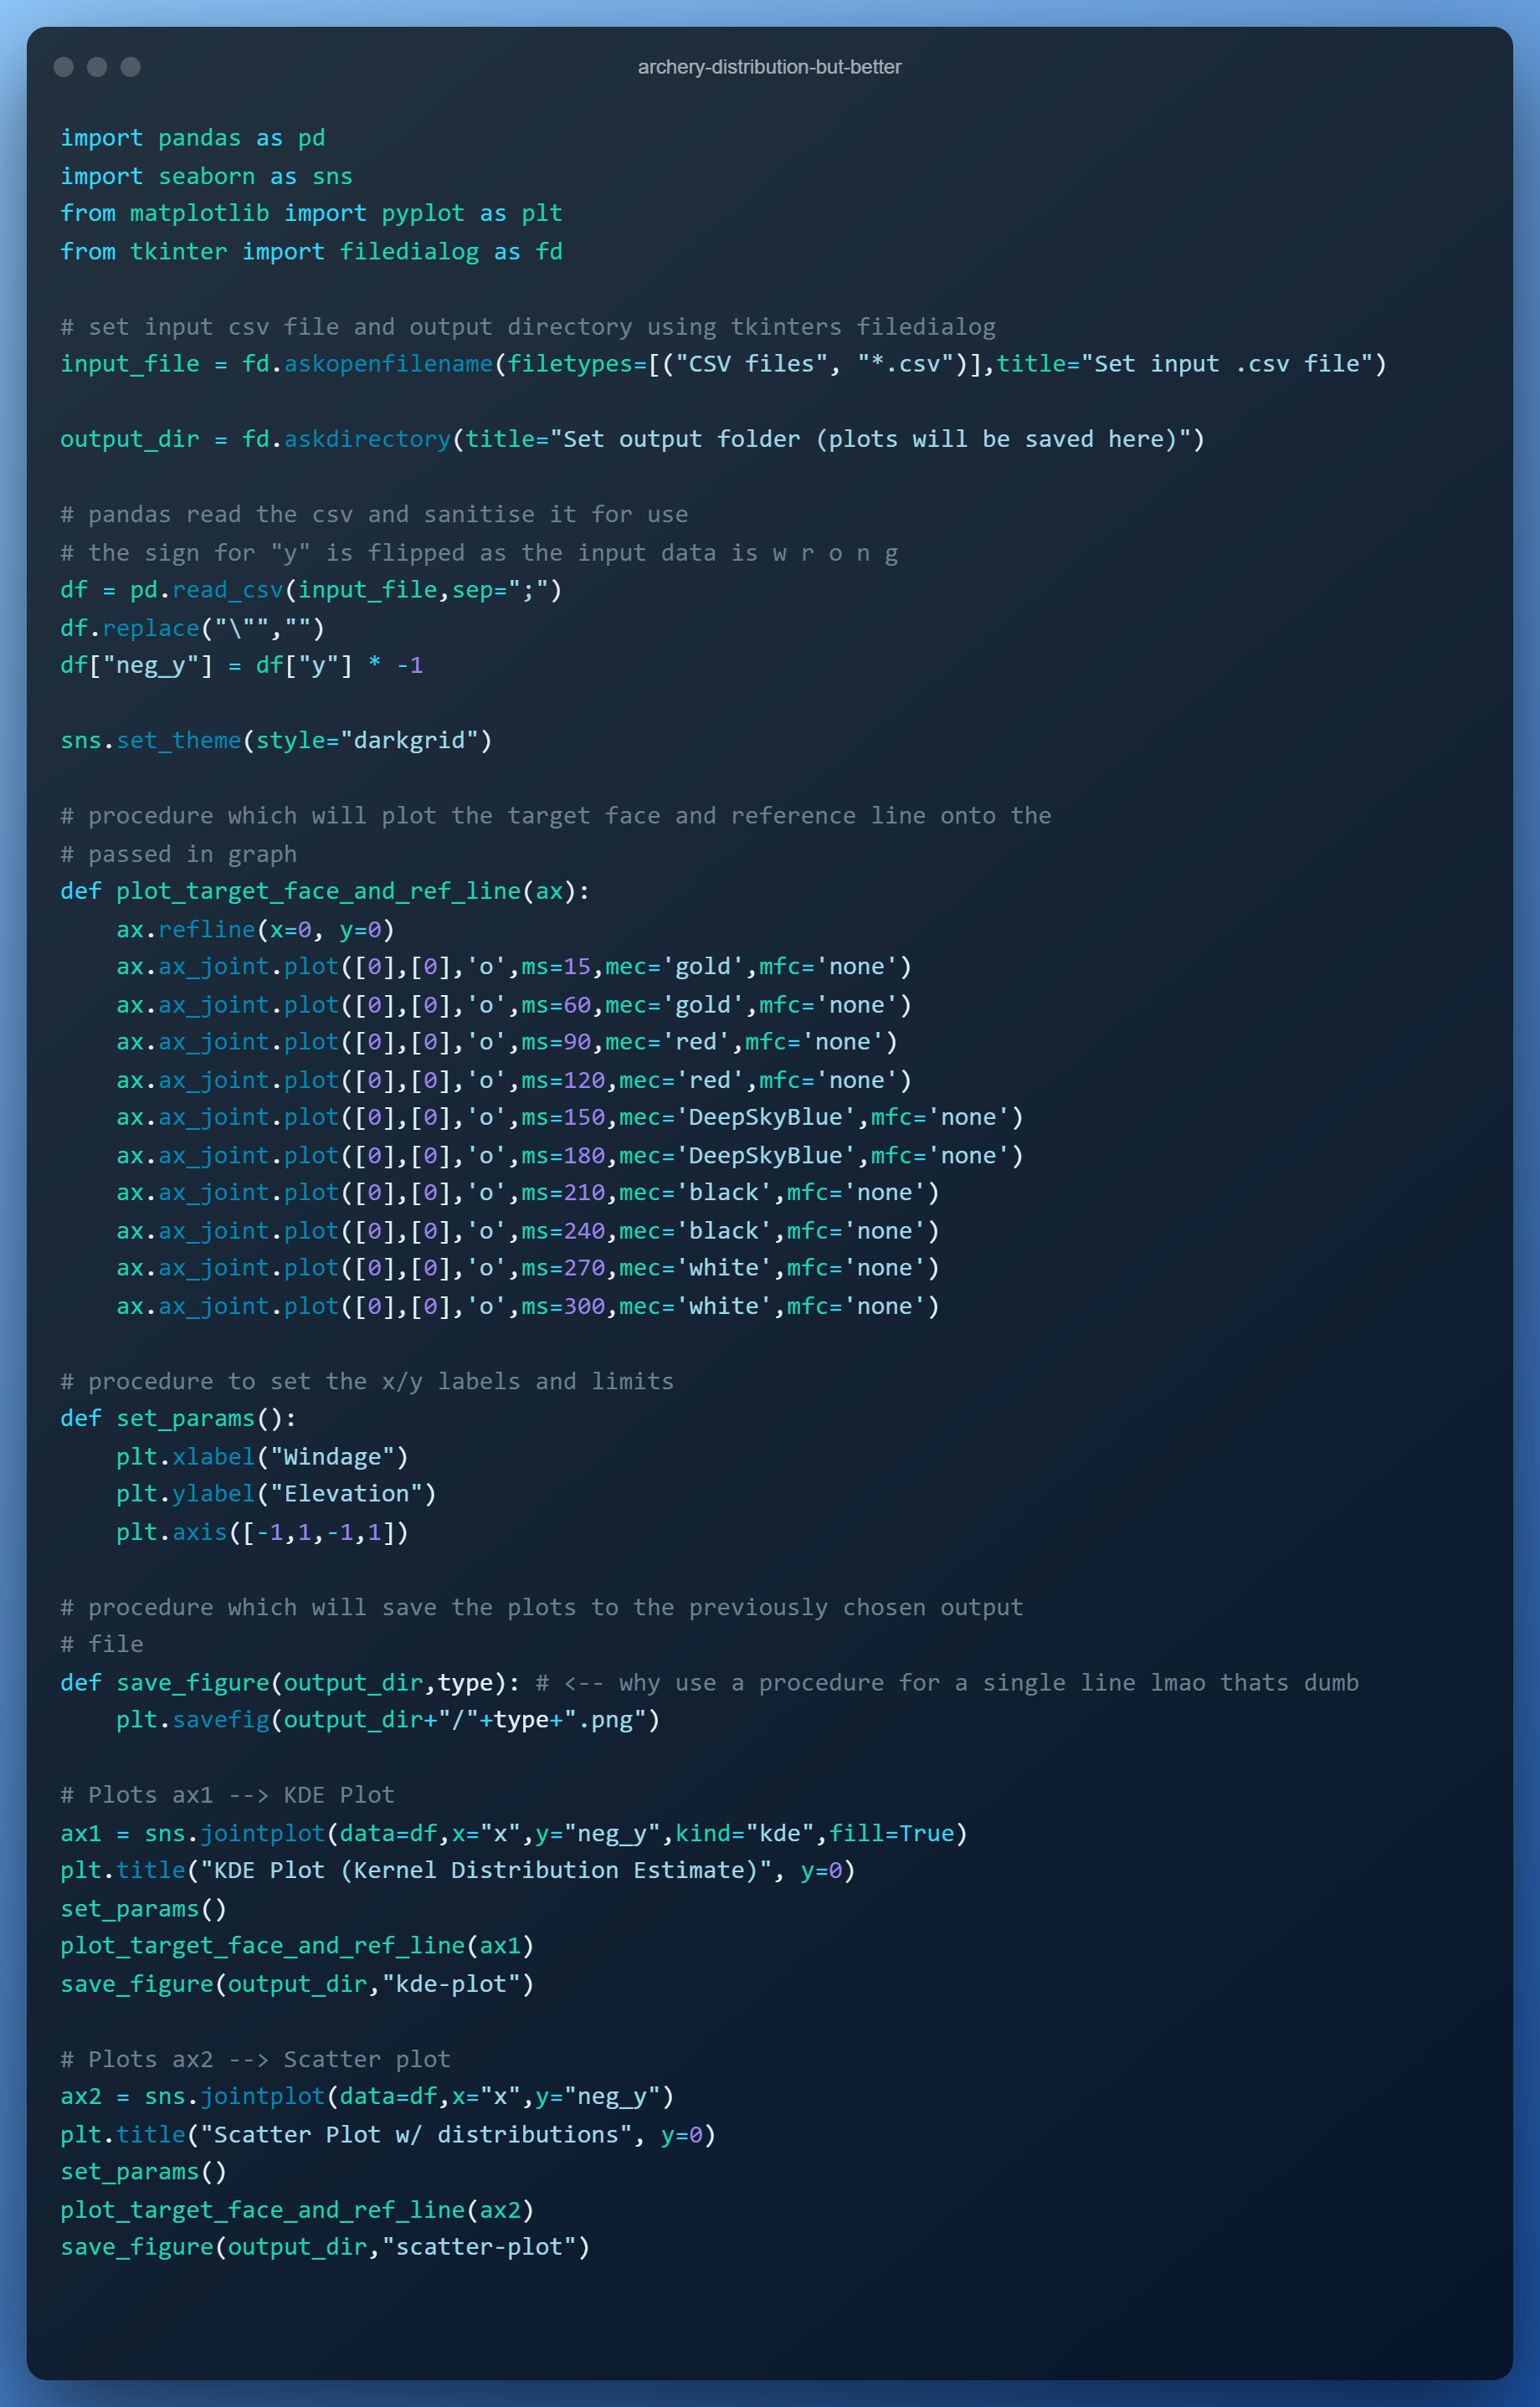 archery-distribution-but-better
import pandas as pd
import seaborn as sns
from matplotlib import pyplot as plt
from tkinter import filedialog as fd

# set input csv file and output directory using tkinters filedialog
input_file = fd.askopenfilename(filetypes=[("CSV files", "*.csv")],title="Set input .csv file")

output_dir = fd.askdirectory(title="Set output folder (plots will be saved here)")

# pandas read the csv and sanitise it for use
# the sign for "y" is flipped as the input data is w r o n g
df = pd.read_csv(input_file,sep=";")
df.replace("\"","")
df["neg_y"] = df["y"] * -1

sns.set_theme(style="darkgrid")

# procedure which will plot the target face and reference line onto the
# passed in graph
def plot_target_face_and_ref_line(ax):
    ax.refline(x=0, y=0)
    ax.ax_joint.plot([0],[0],'o',ms=15,mec='gold',mfc='none')
    ax.ax_joint.plot([0],[0],'o',ms=60,mec='gold',mfc='none')
    ax.ax_joint.plot([0],[0],'o',ms=90,mec='red',mfc='none')
    ax.ax_joint.plot([0],[0],'o',ms=120,mec='red',mfc='none')
    ax.ax_joint.plot([0],[0],'o',ms=150,mec='DeepSkyBlue',mfc='none')
    ax.ax_joint.plot([0],[0],'o',ms=180,mec='DeepSkyBlue',mfc='none')
    ax.ax_joint.plot([0],[0],'o',ms=210,mec='black',mfc='none')
    ax.ax_joint.plot([0],[0],'o',ms=240,mec='black',mfc='none')
    ax.ax_joint.plot([0],[0],'o',ms=270,mec='white',mfc='none')
    ax.ax_joint.plot([0],[0],'o',ms=300,mec='white',mfc='none')

# procedure to set the x/y labels and limits
def set_params():
    plt.xlabel("Windage")
    plt.ylabel("Elevation")
    plt.axis([-1,1,-1,1])

# procedure which will save the plots to the previously chosen output
# file
def save_figure(output_dir,type): # <-- why use a procedure for a single line lmao thats dumb
    plt.savefig(output_dir+"/"+type+".png")

# Plots ax1 --> KDE Plot
ax1 = sns.jointplot(data=df,x="x",y="neg_y",kind="kde",fill=True)
plt.title("KDE Plot (Kernel Distribution Estimate)", y=0)
set_params()
plot_target_face_and_ref_line(ax1)
save_figure(output_dir,"kde-plot")

# Plots ax2 --> Scatter plot
ax2 = sns.jointplot(data=df,x="x",y="neg_y")
plt.title("Scatter Plot w/ distributions", y=0)
set_params()
plot_target_face_and_ref_line(ax2)
save_figure(output_dir,"scatter-plot")